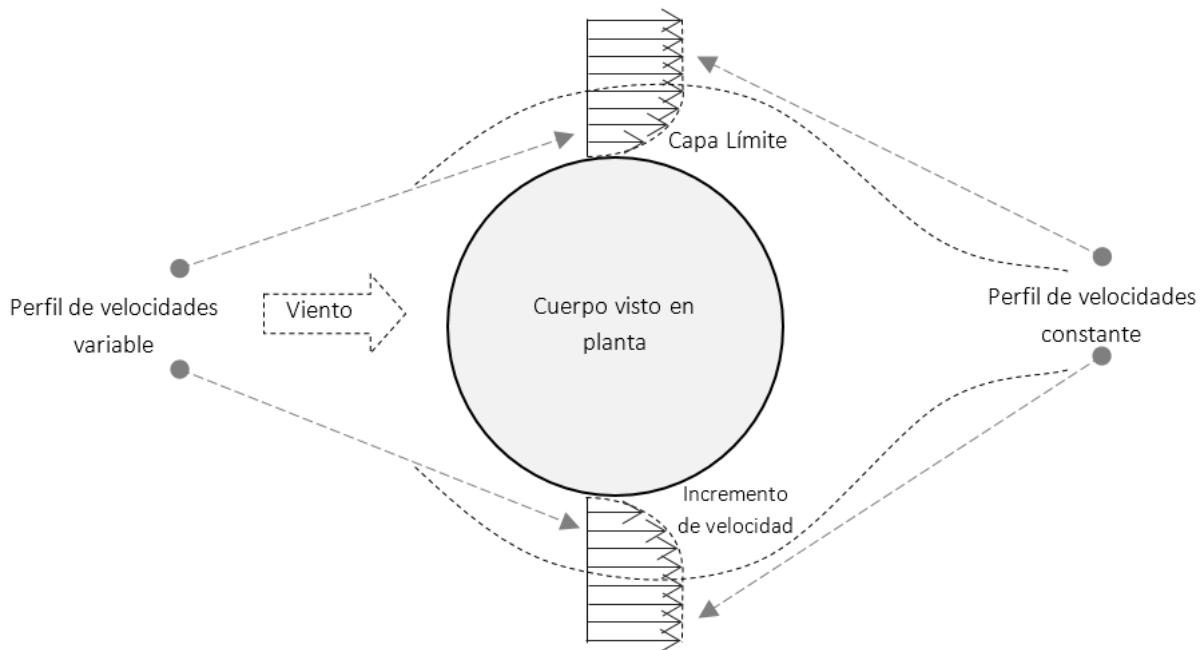 Capa Límite
Perfil de velocidades
variable
Viento
Cuerpo visto en
planta
Perfil de velocidades
constante
Incremento
de velocidad